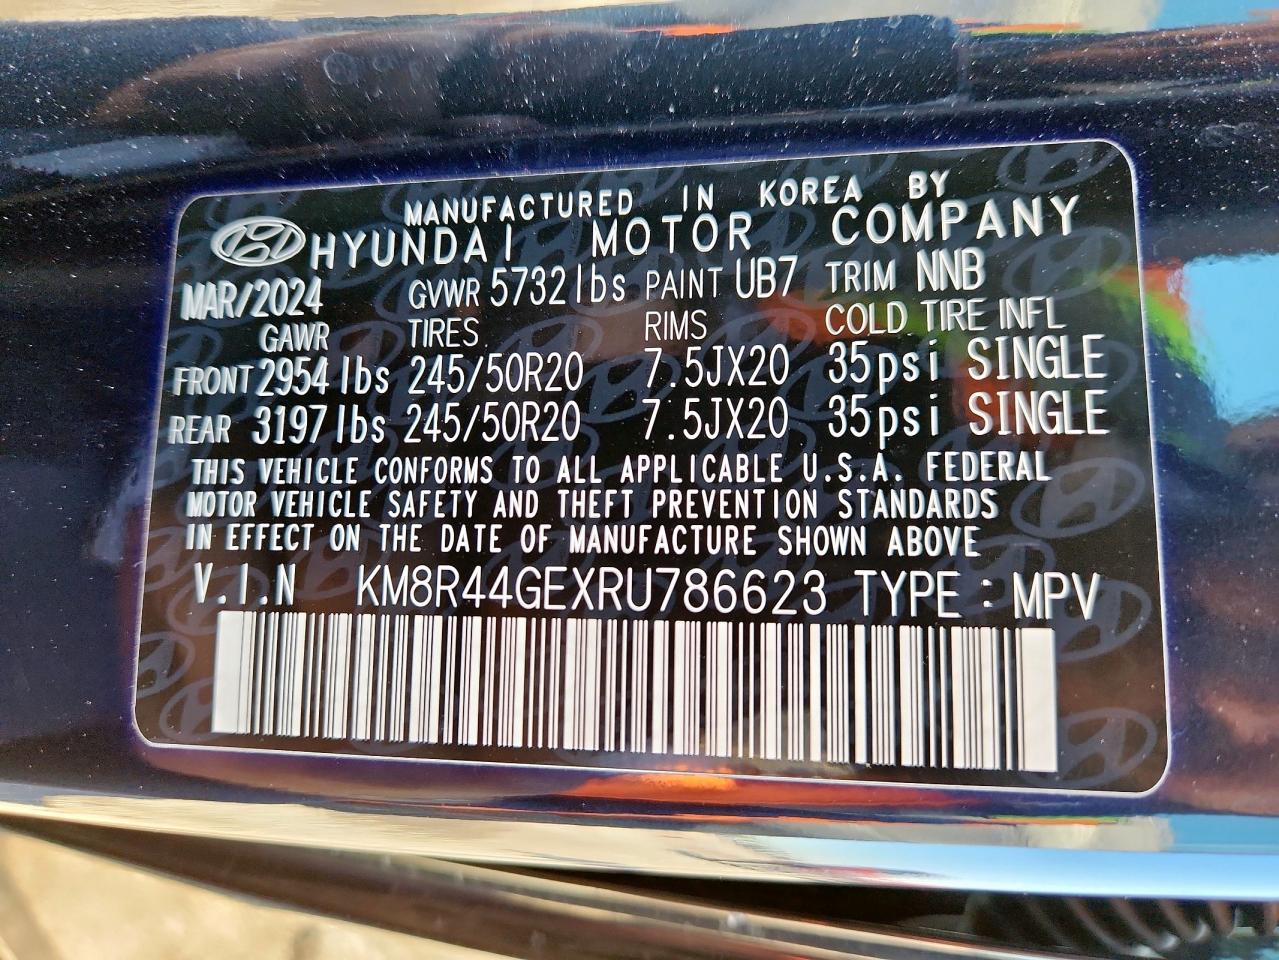 MANUFACTURED IN KOREA BY
HYUNDAI MOTOR COMPANY
MAR/2024 GVWR 5732lbs PAINT UB7 TRIM NNB
GAWR TIRES RIMS COLD TIRE INFL
FRONT 2954lbs 245/50R20 7.5JX20 35psi SINGLE
REAR 3197lbs 245/50R20 7.5JX20 35psi SINGLE
THIS VEHICLE CONFORMS TO ALL APPLICABLE U.S.A. FEDERAL
MOTOR VEHICLE SAFETY AND THEFT PREVENTION STANDARDS
IN EFFECT ON THE DATE OF MANUFACTURE SHOWN ABOVE
V.I.N KM8R44GEXRU786623 TYPE : MPV